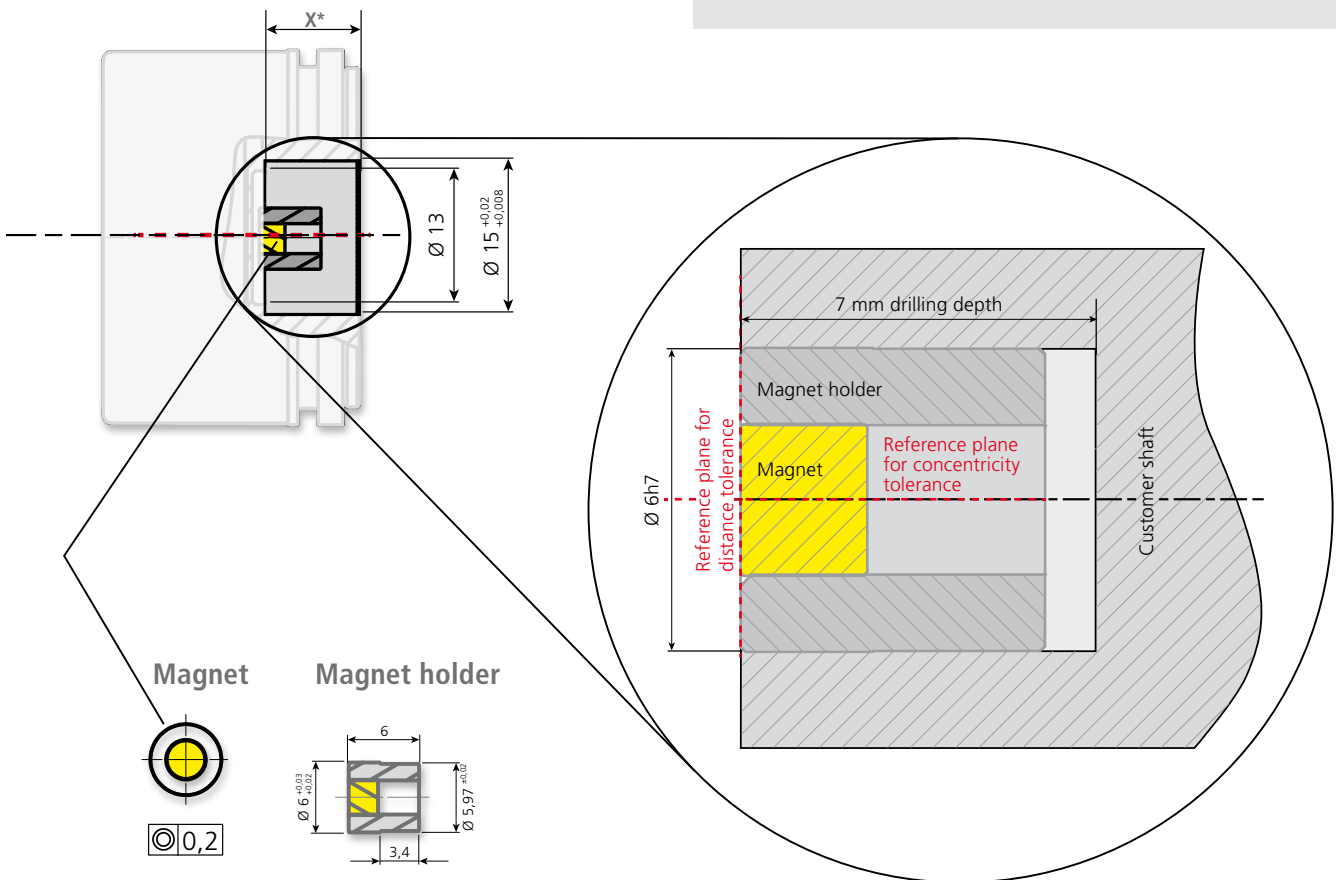 X*
Ø 13
Ø 15 +0,02 +0,008
7 mm drilling depth
Magnet holder
Magnet
Reference plane
for concentricity
tolerance
Ø 6h7
Reference plane for
distance tolerance
Customer shaft
Magnet
Magnet holder
6
Ø 6 +0,03 +0,02
Ø 5,97 ±0,02
3,4
0,2